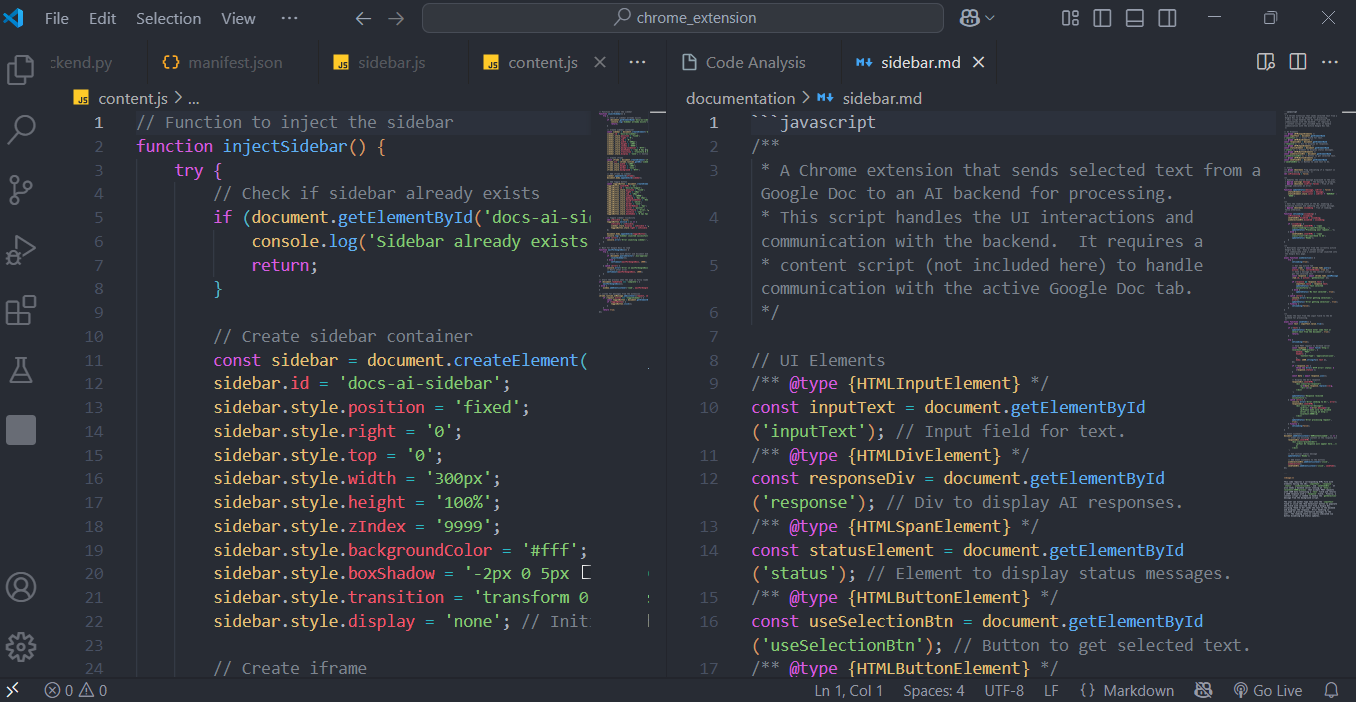 File Edit Selection View ··· chrome_extension
ckend.py manifest.json sidebar.js content.js
content.js > ...
1 // Function to inject the sidebar
2 function injectSidebar() {
3 try {
4 // Check if sidebar already exists
5 if (document.getElementById('docs-ai-si
6 console.log('Sidebar already exists
7 return;
8 }
9
10 // Create sidebar container
11 const sidebar = document.createElement(
12 sidebar.id = 'docs-ai-sidebar';
13 sidebar.style.position = 'fixed';
14 sidebar.style.right = '0';
15 sidebar.style.top = '0';
16 sidebar.style.width = '300px';
17 sidebar.style.height = '100%';
18 sidebar.style.zIndex = '9999';
19 sidebar.style.backgroundColor = '#fff';
20 sidebar.style.boxShadow = '-2px 0 5px
21 sidebar.style.transition = 'transform 0
22 sidebar.style.display = 'none'; // Init
23
24 // Create iframe
Code Analysis sidebar.md
documentation > sidebar.md
1 ```javascript
2 /**
3 * A Chrome extension that sends selected text from a
Google Doc to an AI backend for processing.
4 * This script handles the UI interactions and
communication with the backend.  It requires a
5 * content script (not included here) to handle
communication with the active Google Doc tab.
6 */
7
8 // UI Elements
9 /** @type {HTMLInputElement} */
10 const inputText = document.getElementById
('inputText'); // Input field for text.
11 /** @type {HTMLDivElement} */
12 const responseDiv = document.getElementById
('response'); // Div to display AI responses.
13 /** @type {HTMLSpanElement} */
14 const statusElement = document.getElementById
('status'); // Element to display status messages.
15 /** @type {HTMLButtonElement} */
16 const useSelectionBtn = document.getElementById
('useSelectionBtn'); // Button to get selected text.
17 /** @type {HTMLButtonElement} */
0 0 Ln 1, Col 1 Spaces: 4 UTF-8 LF {} Markdown Go Live